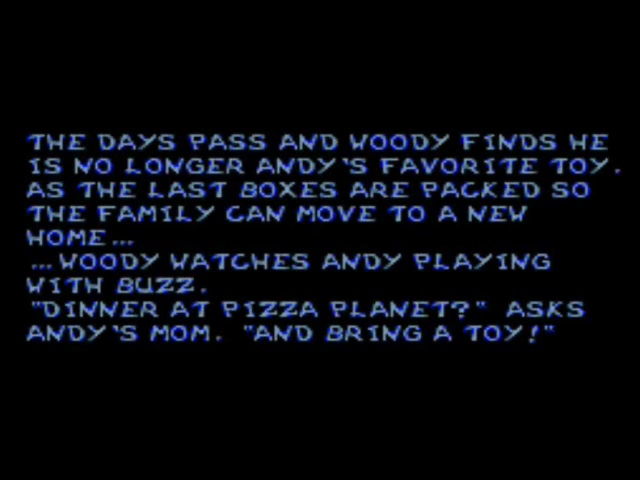 THE DAYS PASS AND WOODY FINDS HE
IS NO LONGER ANDY'S FAVORITE TOY.
AS THE LAST BOXES ARE PACKED SO
THE FAMILY CAN MOVE TO A NEW
HOME...
...WOODY WATCHES ANDY PLAYING
WITH BUZZ.
"DINNER AT PIZZA PLANET?" ASKS
ANDY'S MOM. "AND BRING A TOY!"